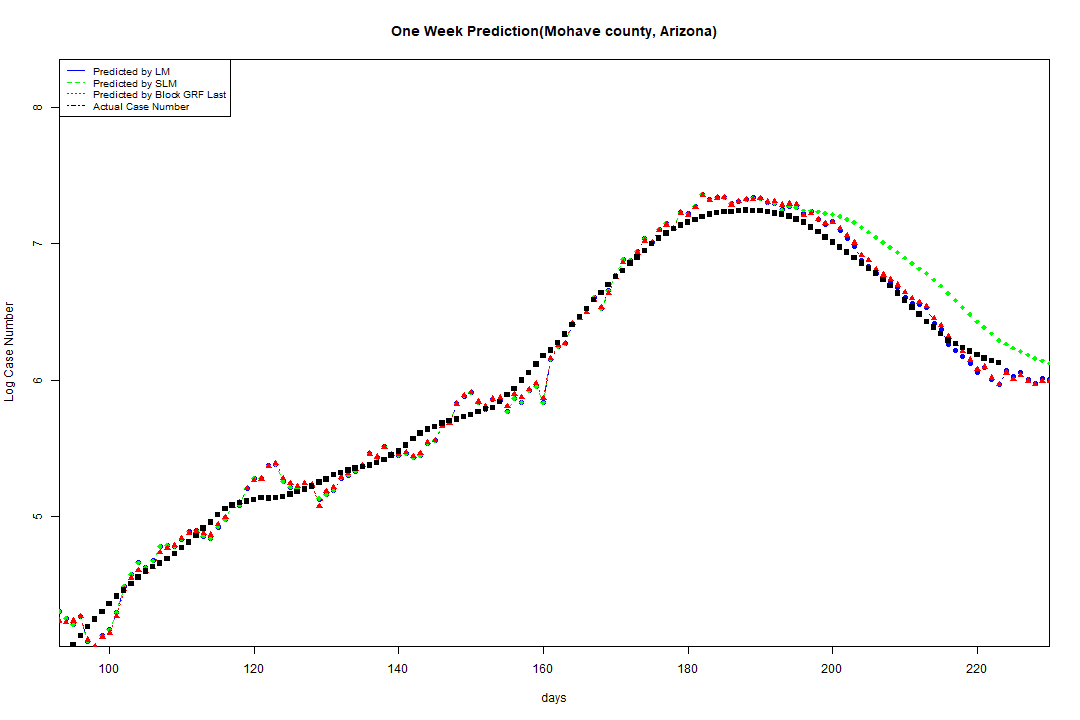 One Week Prediction(Mohave county, Arizona)
Predicted by LM
Predicted by SLM
Predicted by Block GRF Last
Actual Case Number
8
7
6
5
Log Case Number
100 120 140 160 180 200 220
days